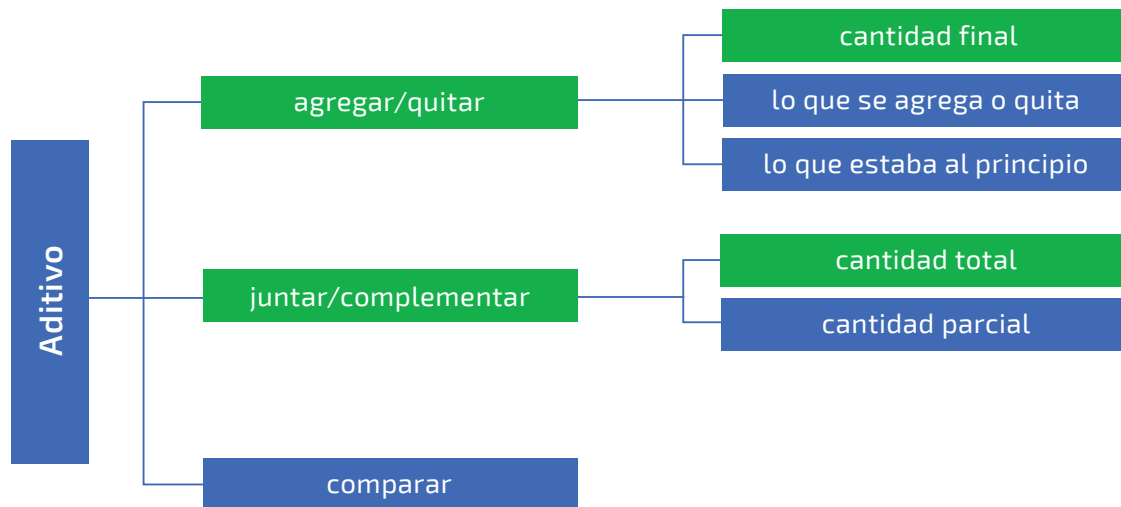 Aditivo
agregar/quitar
cantidad final
lo que se agrega o quita
lo que estaba al principio
juntar/complementar
cantidad total
cantidad parcial
comparar